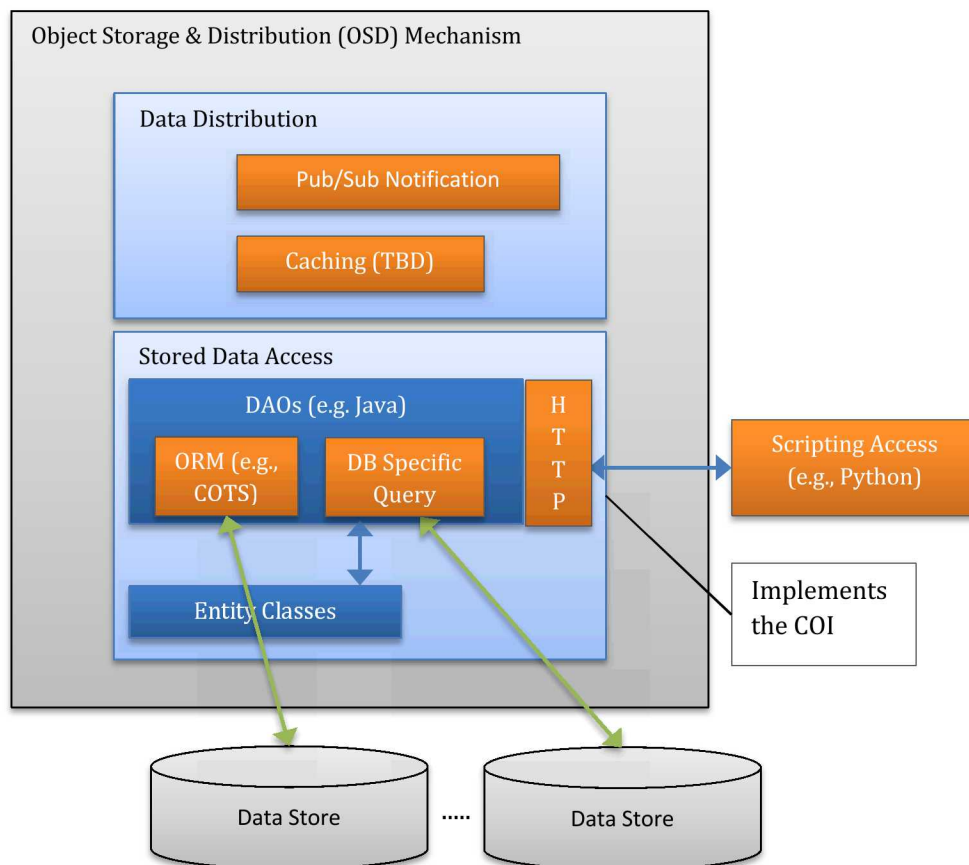 Object Storage & Distribution (OSD) Mechanism
Data Distribution
Pub/Sub Notification
Caching (TBD)
Stored Data Access
DAOs (e.g. Java)
ORM (e.g.,
COTS)
DB Specific
Query
H
T
T
P
Scripting Access
(e.g., Python)
Entity Classes
Implements
the COI
Data Store
.....
Data Store